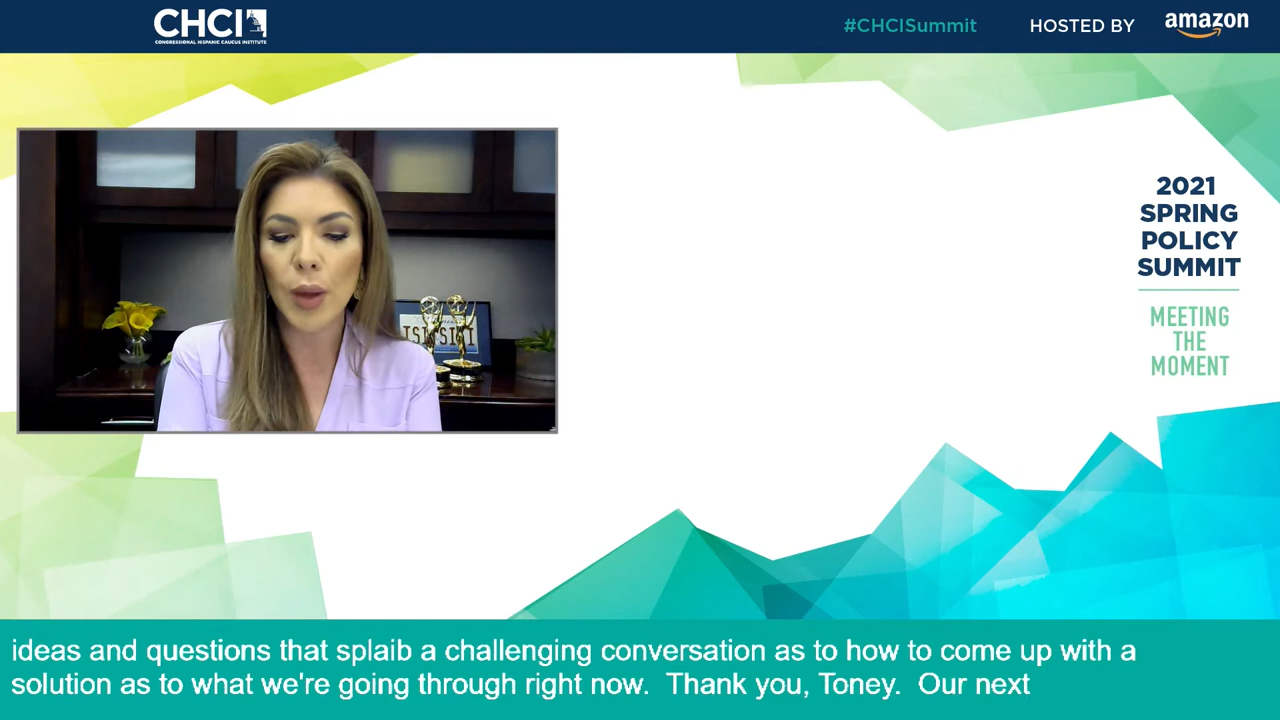 CHCI
CONGRESSIONAL HISPANIC CAUCUS INSTITUTE
#CHCISummit
HOSTED BY
amazon
2021
SPRING
POLICY
SUMMIT
MEETING
THE
MOMENT
ideas and questions that splaib a challenging conversation as to how to come up with a
solution as to what we're going through right now.  Thank you, Toney.  Our next